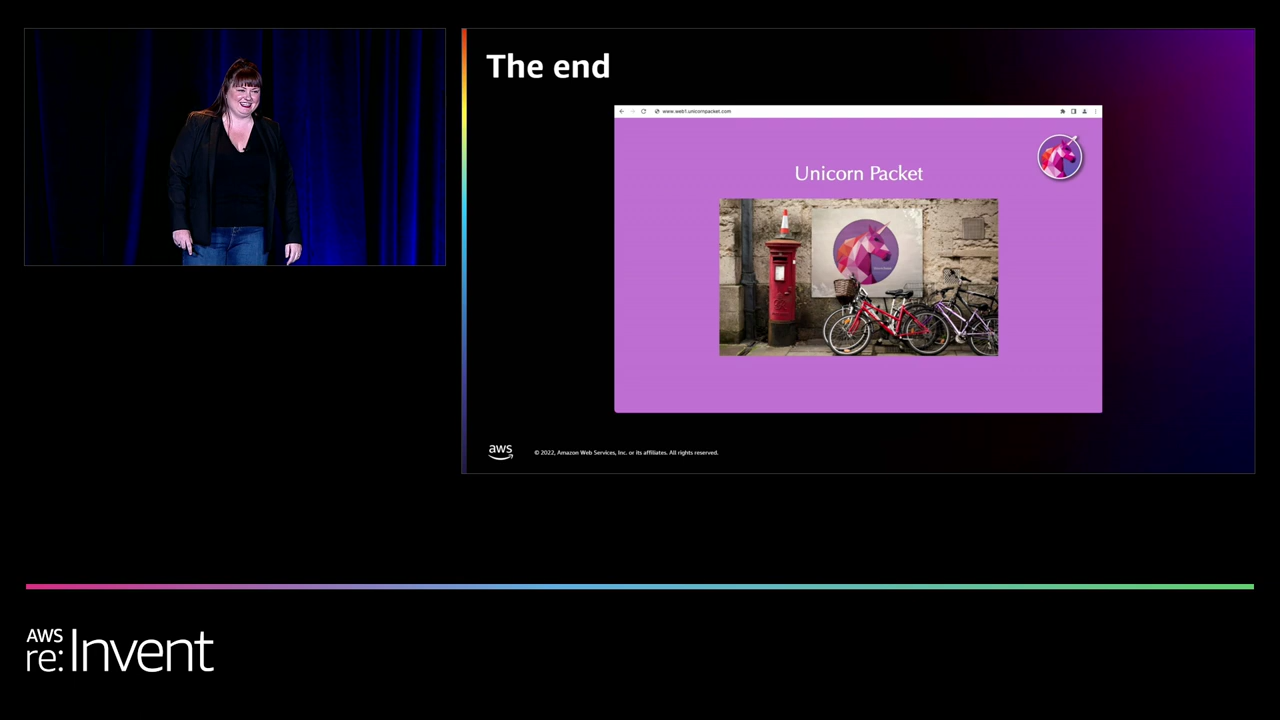 The end
www.web1.unicornpacket.com
Unicorn Packet
aws
© 2022, Amazon Web Services, Inc. or its affiliates. All rights reserved.
AWS
re:Invent